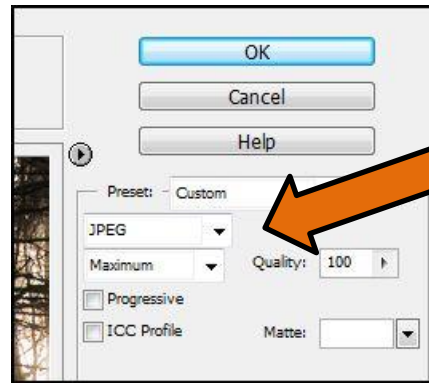 OK
Cancel
Help
Preset: Custom
JPEG
Maximum Quality: 100
Progressive
ICC Profile Matte: